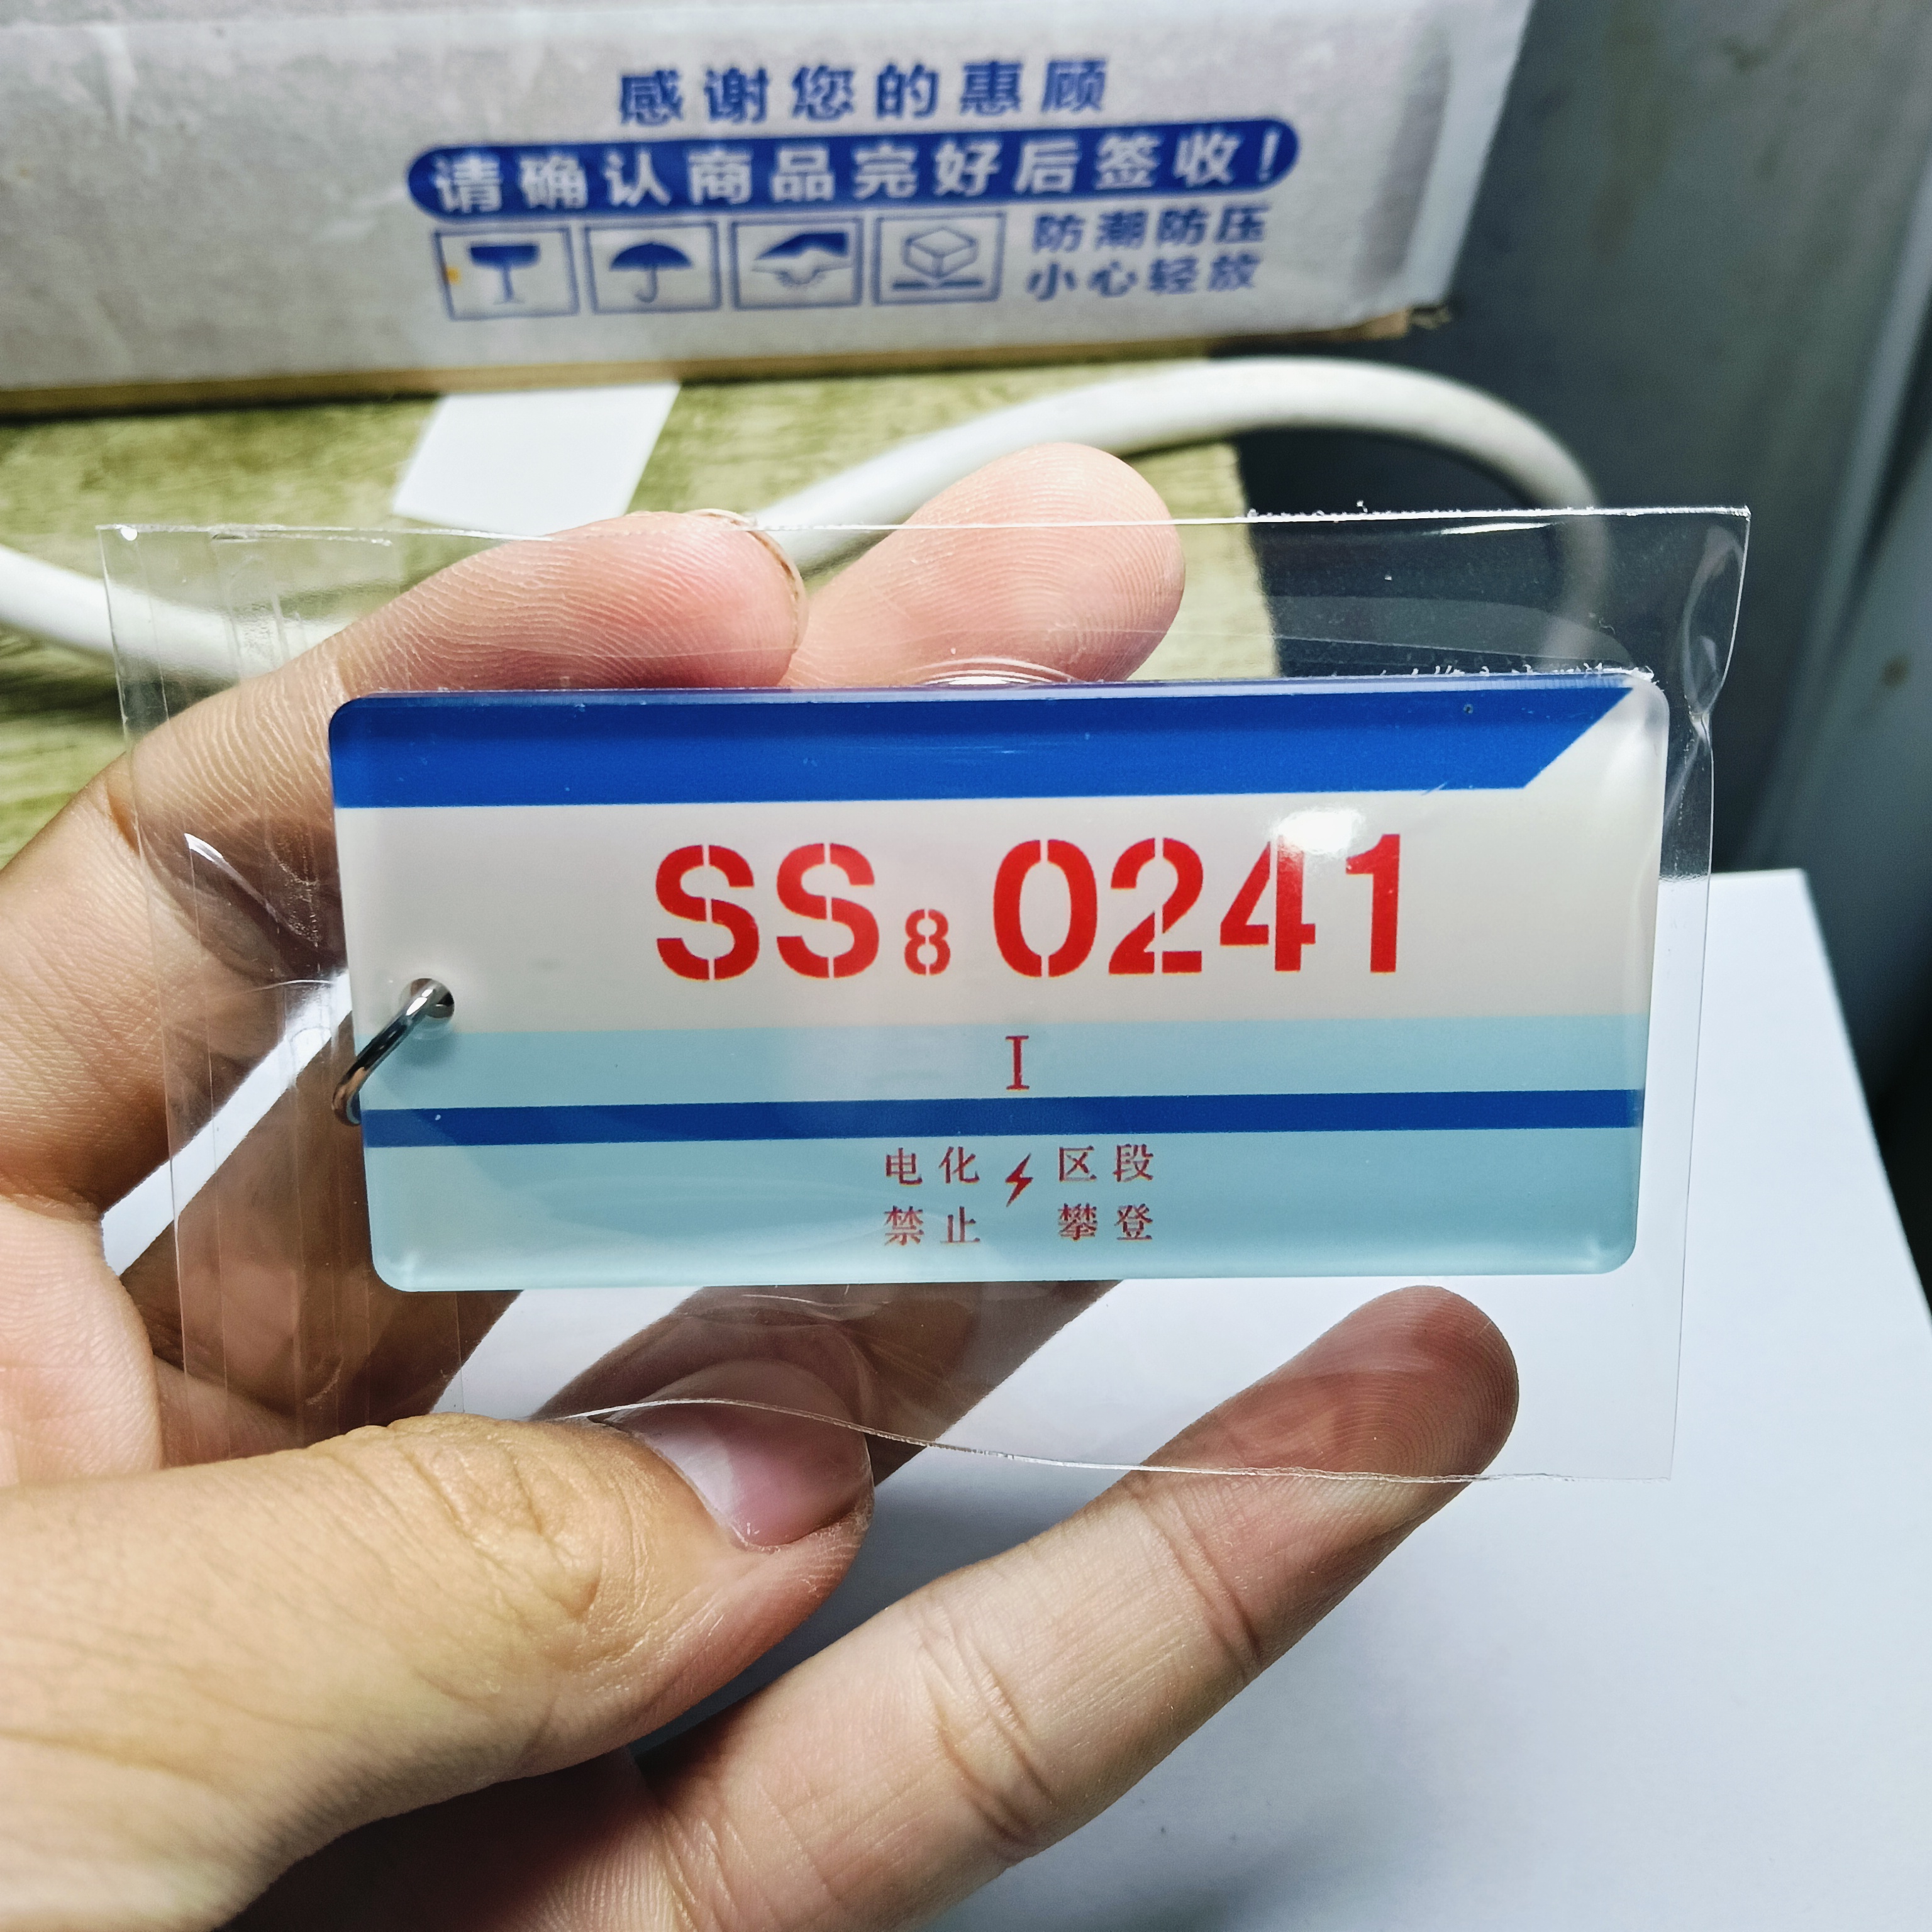 感谢您的惠顾
请确认商品完好后签收!
防潮防压
小心轻放
SS8 0241
I
电化⚡区段
禁止 攀登